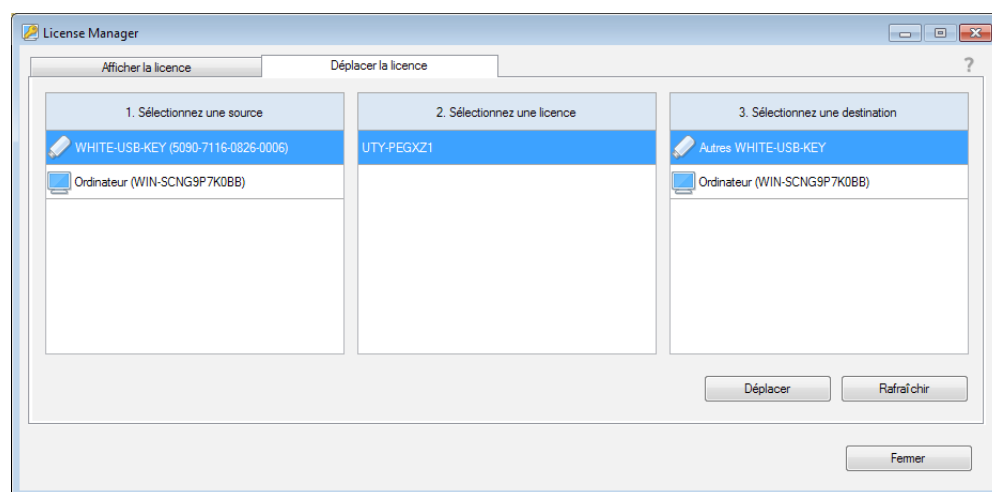 License Manager
Afficher la licence
Déplacer la licence
?
1. Sélectionnez une source
2. Sélectionnez une licence
3. Sélectionnez une destination
WHITE-USB-KEY (5090-7116-0826-0006)
UTY-PEGXZ1
Autres WHITE-USB-KEY
Ordinateur (WIN-SCNG9P7K0BB)
Ordinateur (WIN-SCNG9P7K0BB)
Déplacer
Rafraîchir
Fermer